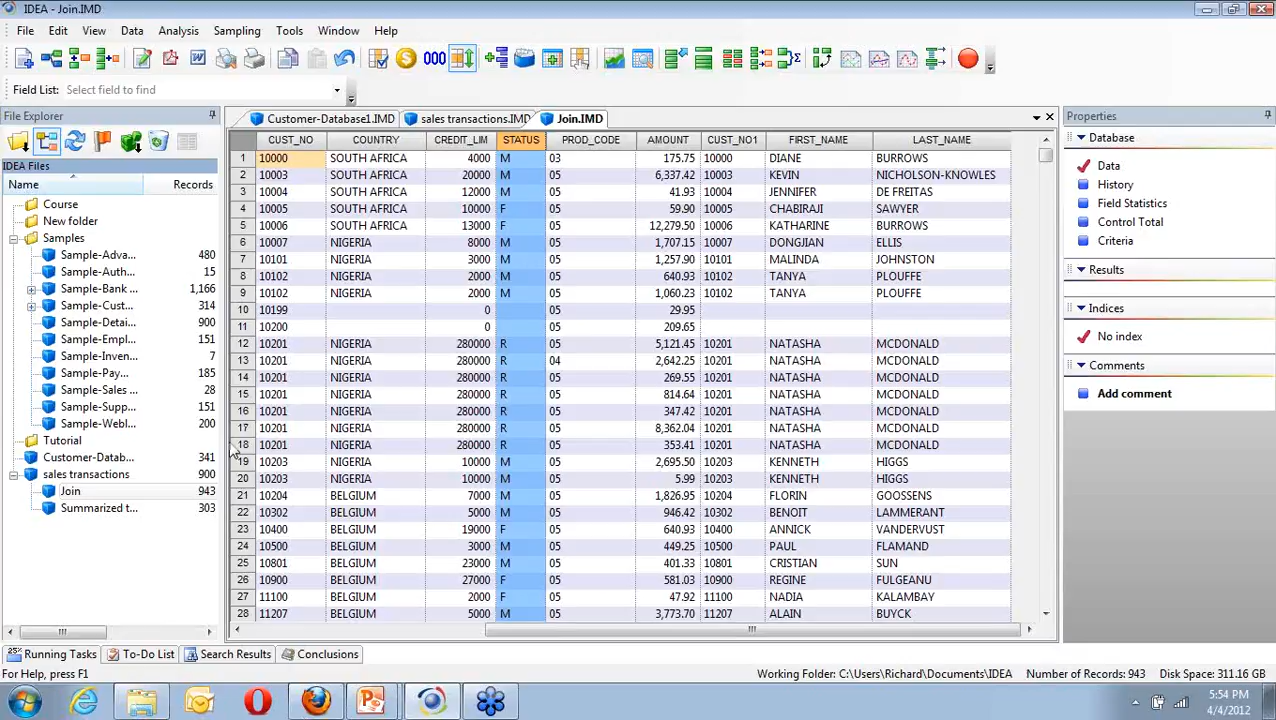 IDEA - Join.IMD
File Edit View Data Analysis Sampling Tools Window Help
Field List: Select field to find
File Explorer
IDEA Files
Name Records
Course
New folder
Samples
Sample-Adva... 480
Sample-Auth... 15
Sample-Bank ... 1,166
Sample-Cust... 314
Sample-Detai... 900
Sample-Empl... 151
Sample-Inven... 7
Sample-Pay... 185
Sample-Sales ... 28
Sample-Supp... 151
Sample-Webl... 200
Tutorial
Customer-Datab... 341
sales transactions 900
Join 943
Summarized t... 303
Customer-Database1.IMD sales transactions.IMD Join.IMD
CUST_NO COUNTRY CREDIT_LIM STATUS PROD_CODE AMOUNT CUST_NO1 FIRST_NAME LAST_NAME
1 10000 SOUTH AFRICA 4000 M 03 175.75 10000 DIANE BURROWS
2 10003 SOUTH AFRICA 20000 M 05 6,337.42 10003 KEVIN NICHOLSON-KNOWLES
3 10004 SOUTH AFRICA 12000 M 05 41.93 10004 JENNIFER DE FREITAS
4 10005 SOUTH AFRICA 10000 F 05 59.90 10005 CHABIRAJI SAWYER
5 10006 SOUTH AFRICA 13000 F 05 12,279.50 10006 KATHARINE BURROWS
6 10007 NIGERIA 8000 M 05 1,707.15 10007 DONGJIAN ELLIS
7 10101 NIGERIA 3000 M 05 1,257.90 10101 MALINDA JOHNSTON
8 10102 NIGERIA 2000 M 05 640.93 10102 TANYA PLOUFFE
9 10102 NIGERIA 2000 M 05 1,060.23 10102 TANYA PLOUFFE
10 10199 0 05 29.95
11 10200 0 05 209.65
12 10201 NIGERIA 280000 R 05 5,121.45 10201 NATASHA MCDONALD
13 10201 NIGERIA 280000 R 04 2,642.25 10201 NATASHA MCDONALD
14 10201 NIGERIA 280000 R 05 269.55 10201 NATASHA MCDONALD
15 10201 NIGERIA 280000 R 05 814.64 10201 NATASHA MCDONALD
16 10201 NIGERIA 280000 R 05 347.42 10201 NATASHA MCDONALD
17 10201 NIGERIA 280000 R 05 8,362.04 10201 NATASHA MCDONALD
18 10201 NIGERIA 280000 R 05 353.41 10201 NATASHA MCDONALD
19 10203 NIGERIA 10000 M 05 2,695.50 10203 KENNETH HIGGS
20 10203 NIGERIA 10000 M 05 5.99 10203 KENNETH HIGGS
21 10204 BELGIUM 7000 M 05 1,826.95 10204 FLORIN GOOSSENS
22 10302 BELGIUM 5000 M 05 946.42 10302 BENOIT LAMMERANT
23 10400 BELGIUM 19000 F 05 640.93 10400 ANNICK VANDERVUST
24 10500 BELGIUM 3000 M 05 449.25 10500 PAUL FLAMAND
25 10801 BELGIUM 23000 M 05 401.33 10801 CRISTIAN SUN
26 10900 BELGIUM 27000 F 05 581.03 10900 REGINE FULGEANU
27 11100 BELGIUM 2000 F 05 47.92 11100 NADIA KALAMBAY
28 11207 BELGIUM 5000 M 05 3,773.70 11207 ALAIN BUYCK
Properties
Database
Data
History
Field Statistics
Control Total
Criteria
Results
Indices
No index
Comments
Add comment
Running Tasks To-Do List Search Results Conclusions
For Help, press F1 Working Folder: C:\Users\Richard\Documents\IDEA Number of Records: 943 Disk Space: 311.16 GB
5:54 PM
4/4/2012